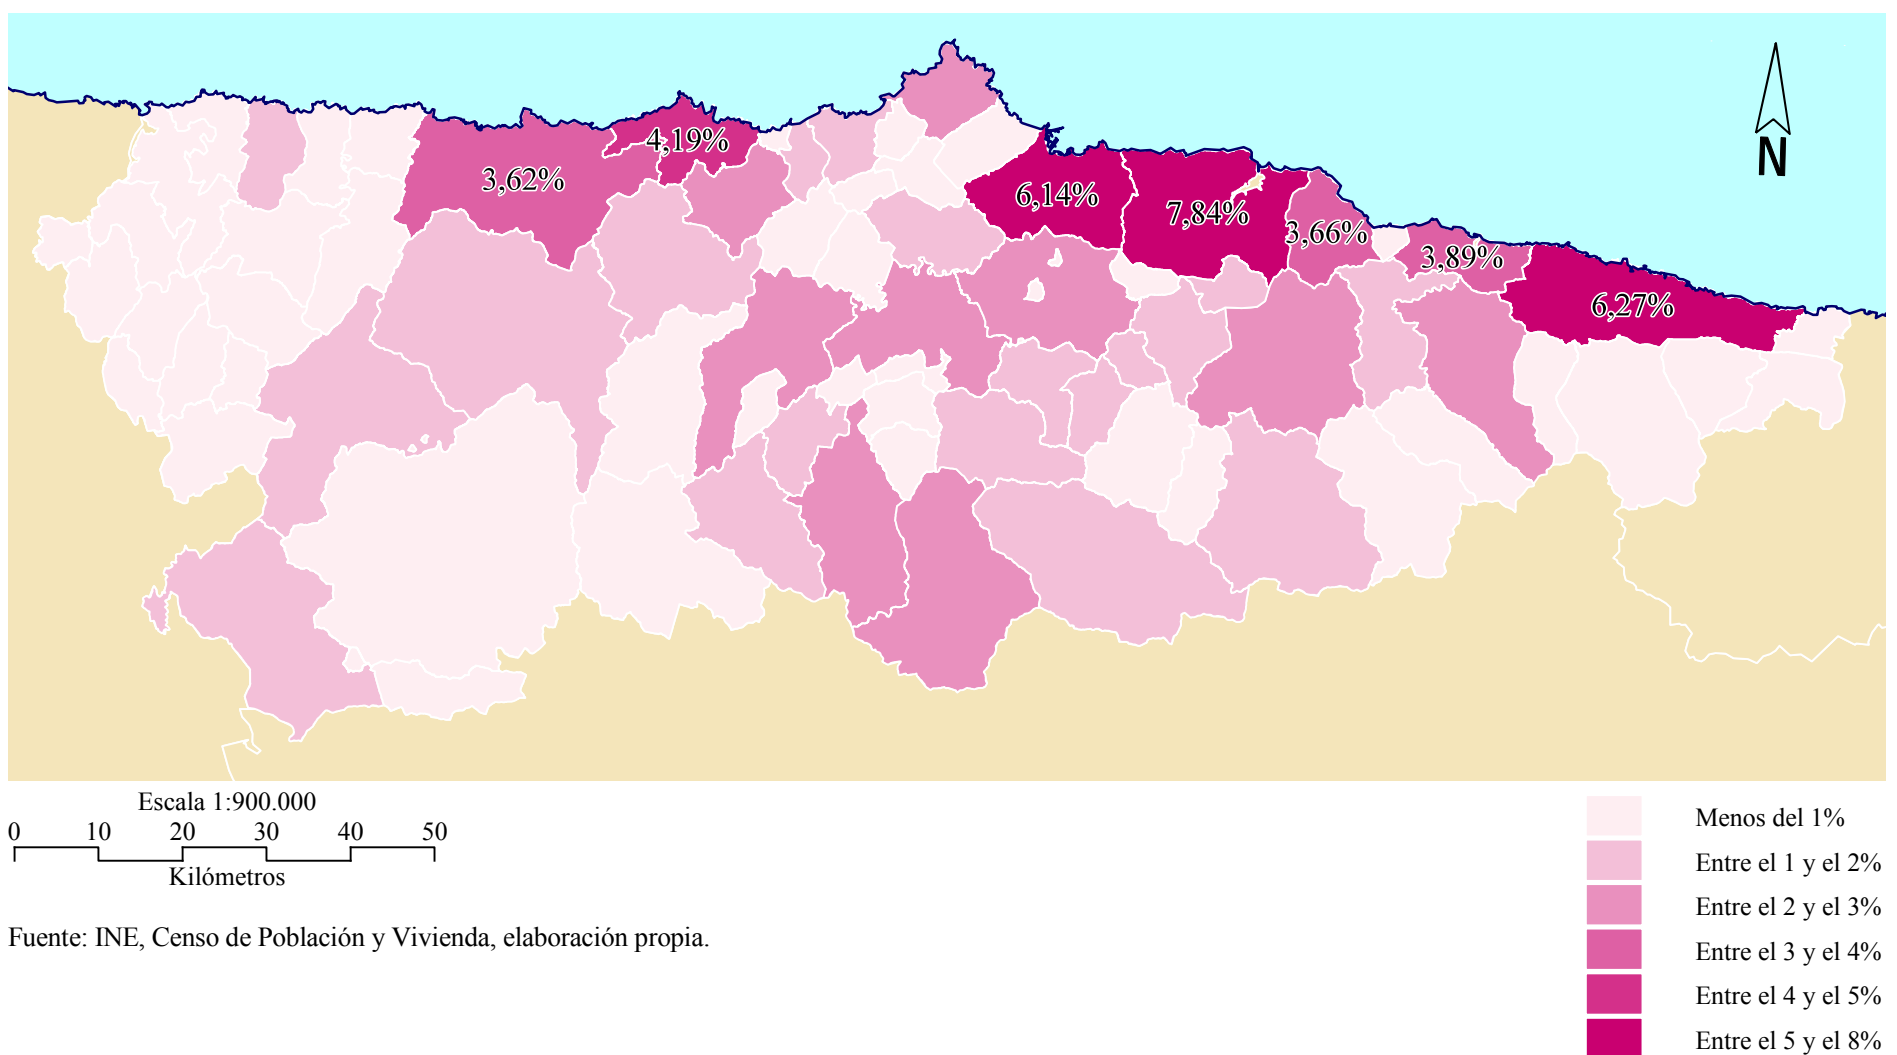 N
4,19%
3,62%
6,14%
7,84%
3,66%
3,89%
6,27%
Escala 1:900.000
0 10 20 30 40 50
Kilómetros
Fuente: INE, Censo de Población y Vivienda, elaboración propia.
Menos del 1%
Entre el 1 y el 2%
Entre el 2 y el 3%
Entre el 3 y el 4%
Entre el 4 y el 5%
Entre el 5 y el 8%